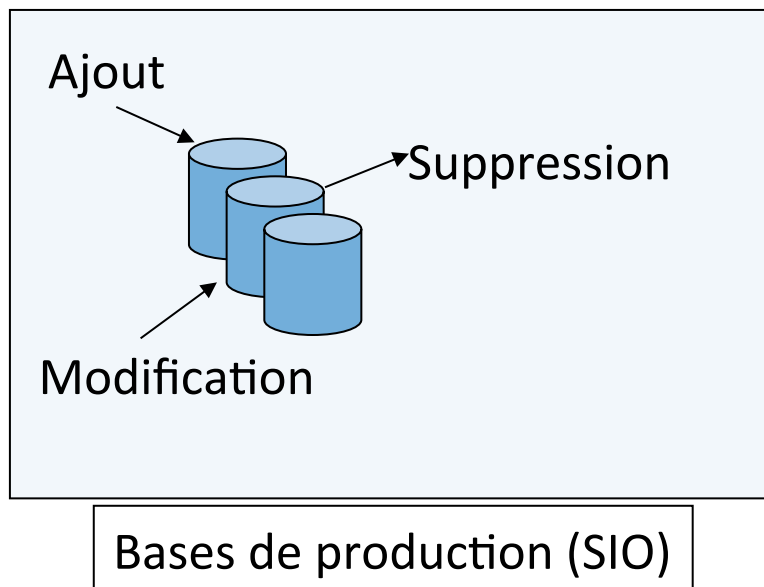 Ajout
Suppression
Modification
Bases de production (SIO)